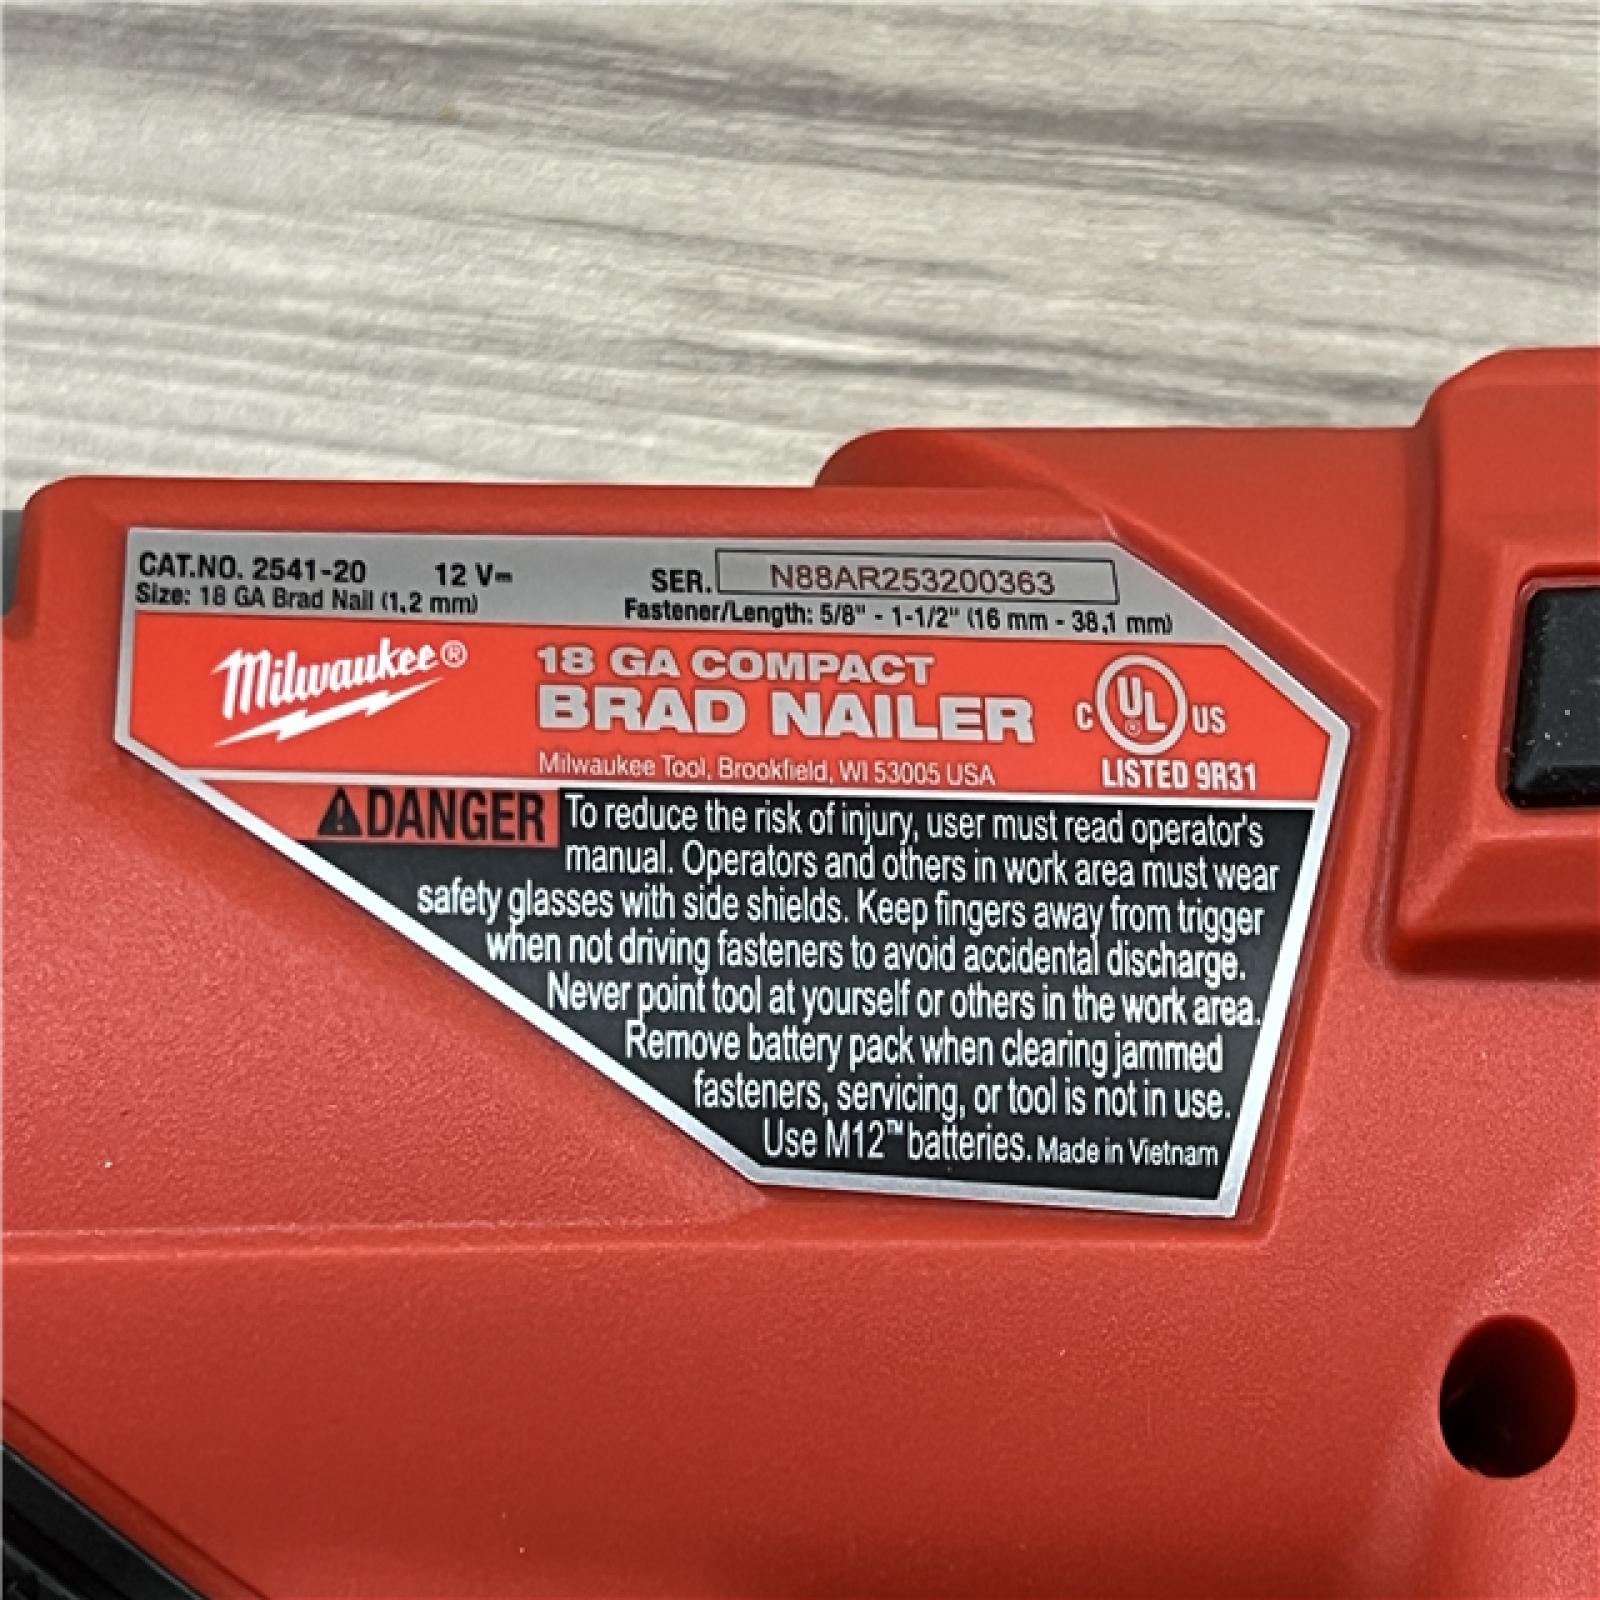 CAT.NO. 2541-20 12 V⎓ SER. N88AR253200363
Size: 18 GA Brad Nail (1,2 mm) Fastener/Length: 5/8" - 1-1/2" (16 mm - 38,1 mm)
Milwaukee®
18 GA COMPACT
BRAD NAILER
Milwaukee Tool, Brookfield, WI 53005 USA
C UL® US
LISTED 9R31
DANGER To reduce the risk of injury, user must read operator's
manual. Operators and others in work area must wear
safety glasses with side shields. Keep fingers away from trigger
when not driving fasteners to avoid accidental discharge.
Never point tool at yourself or others in the work area.
Remove battery pack when clearing jammed
fasteners, servicing, or tool is not in use.
Use M12™ batteries. Made in Vietnam